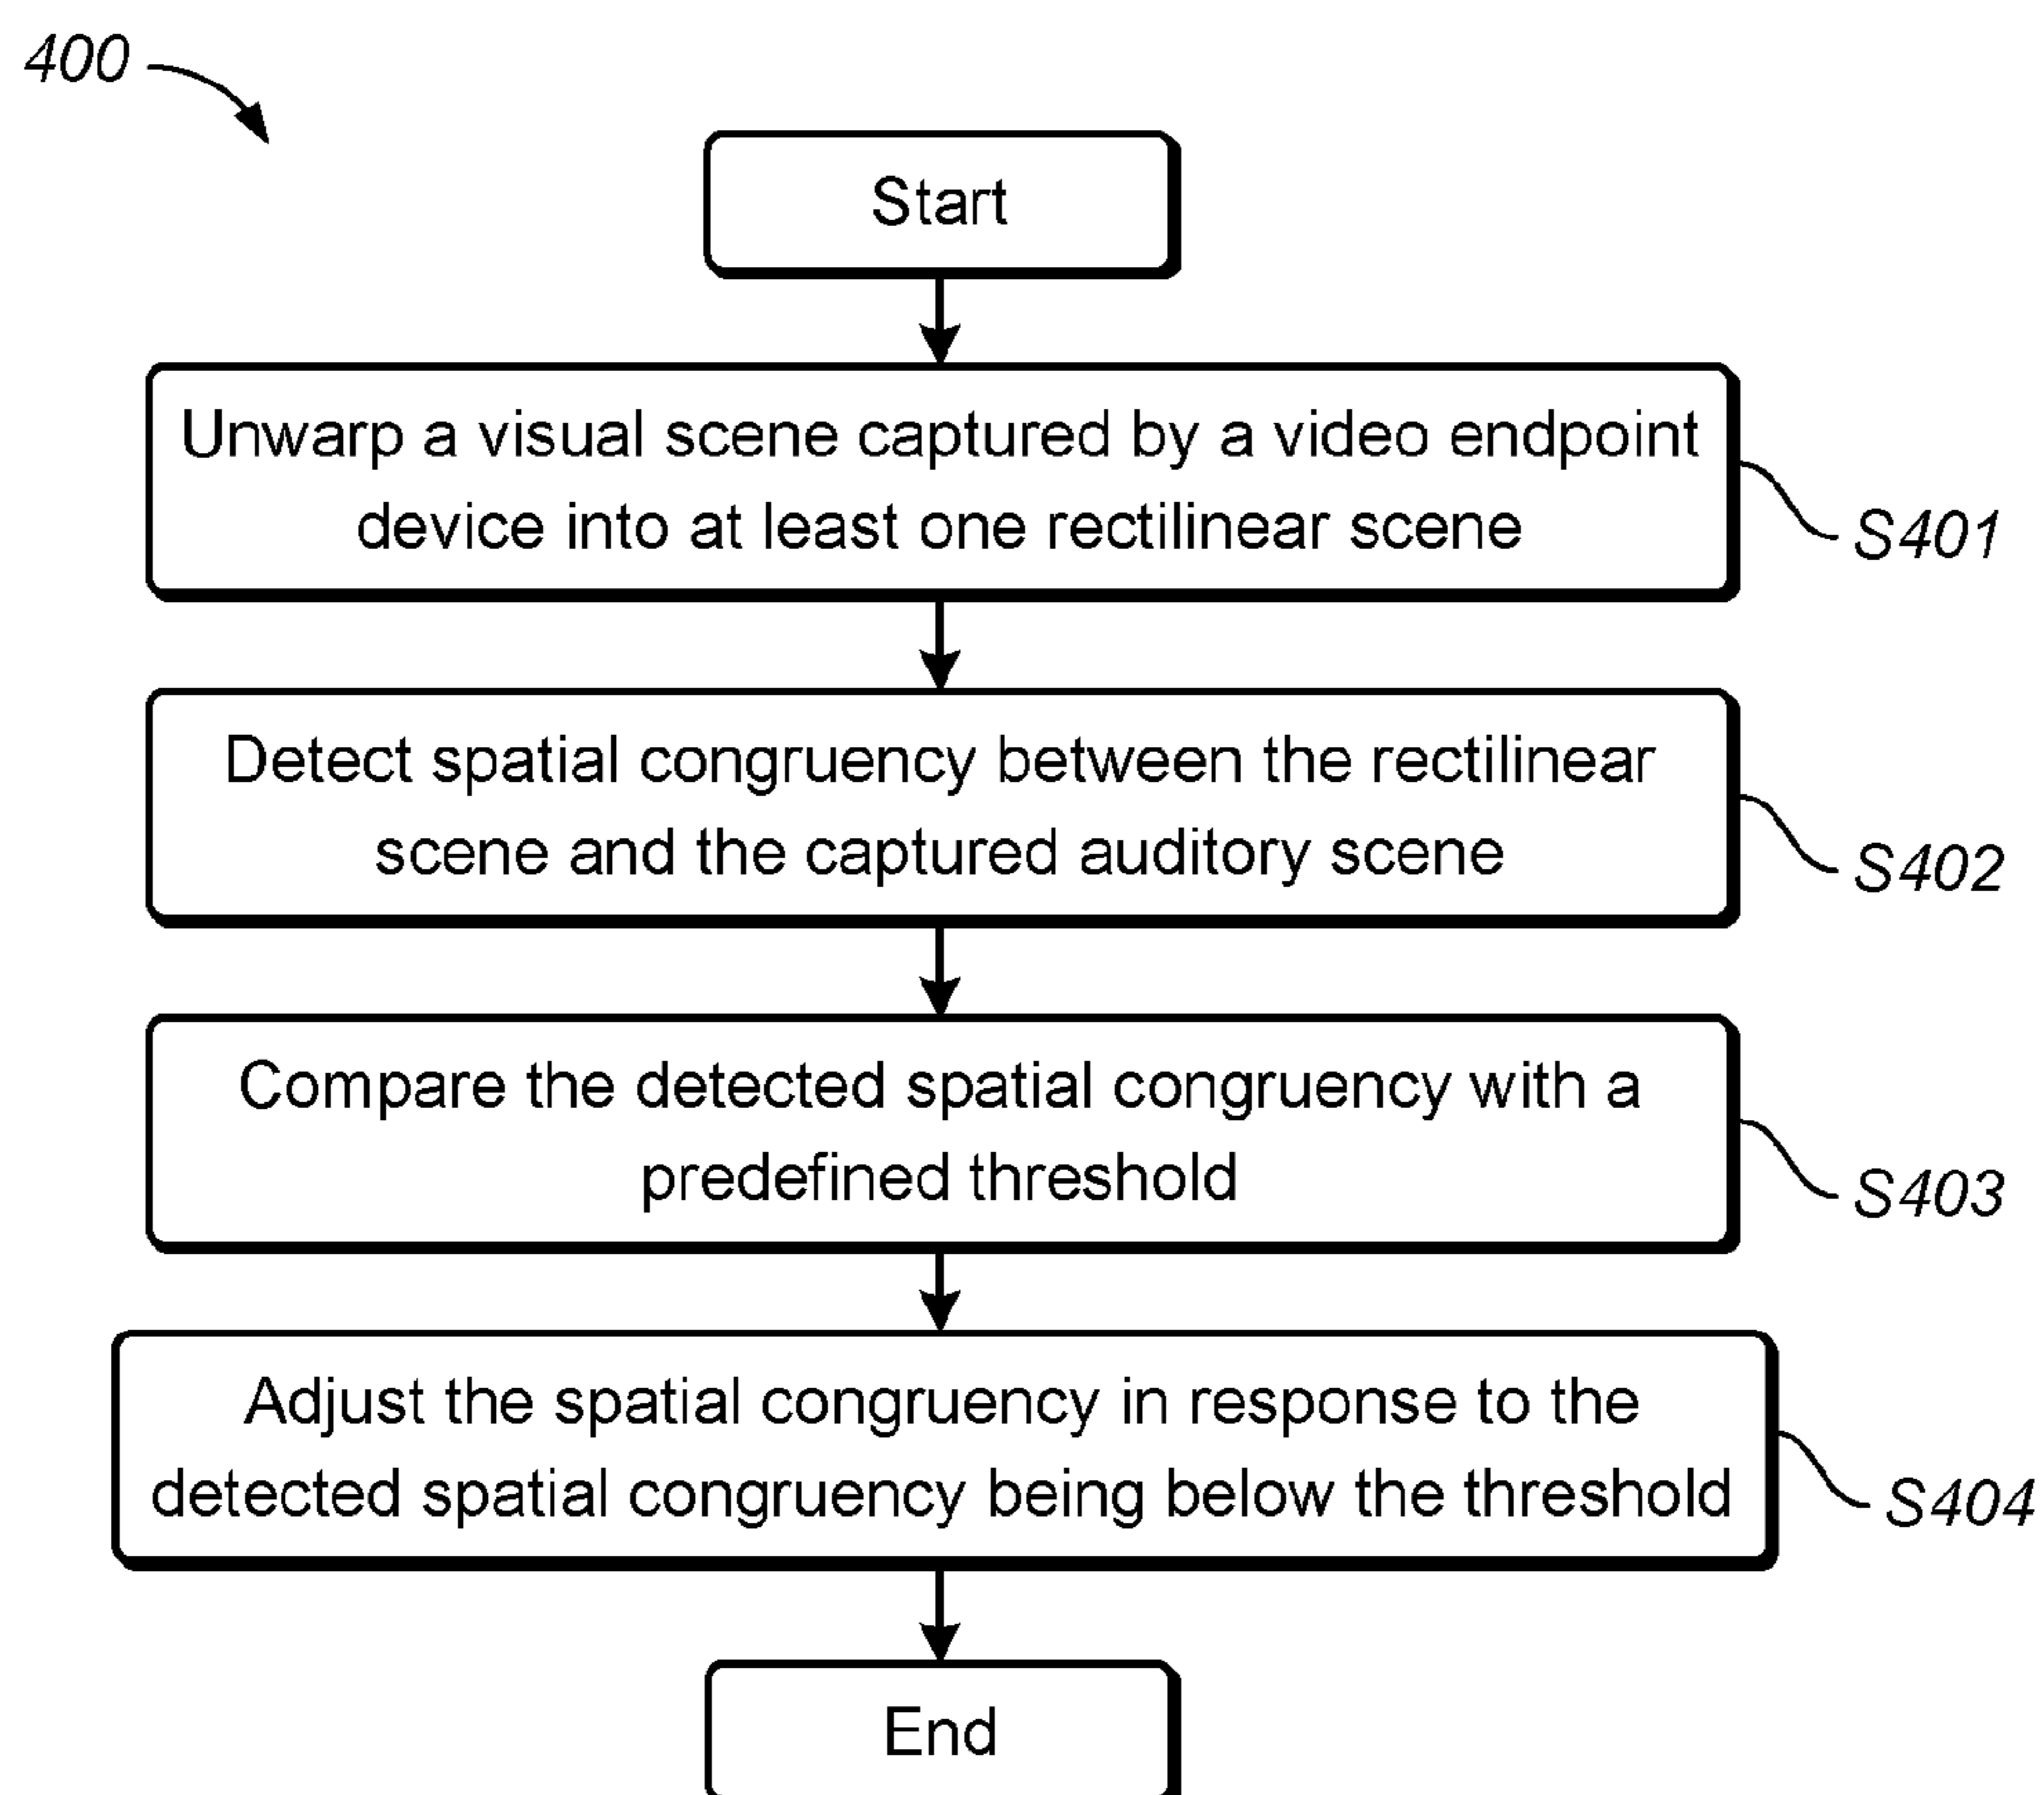 400
Start
Unwarp a visual scene captured by a video endpoint
device into at least one rectilinear scene
S401
Detect spatial congruency between the rectilinear
scene and the captured auditory scene
S402
Compare the detected spatial congruency with a
predefined threshold
S403
Adjust the spatial congruency in response to the
detected spatial congruency being below the threshold
S404
End